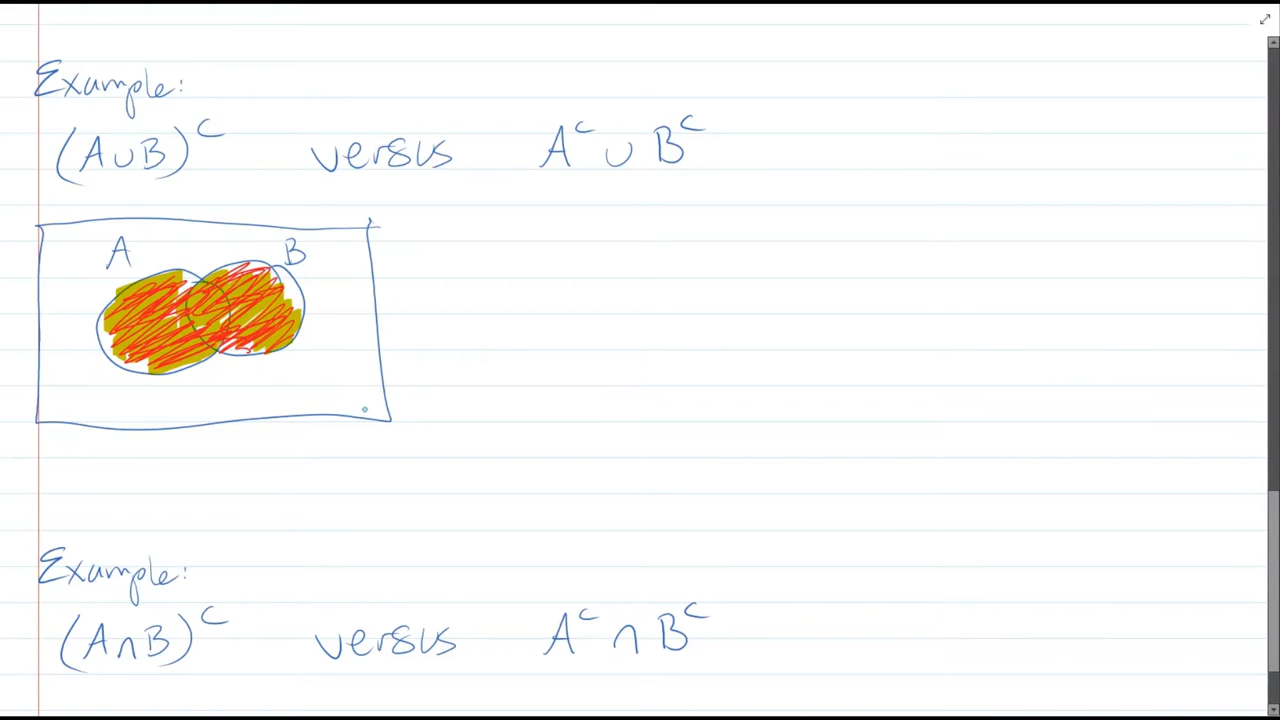 Example:
(A∪B)^c versus A^c ∪ B^c
A B
Example:
(A∩B)^c versus A^c ∩ B^c